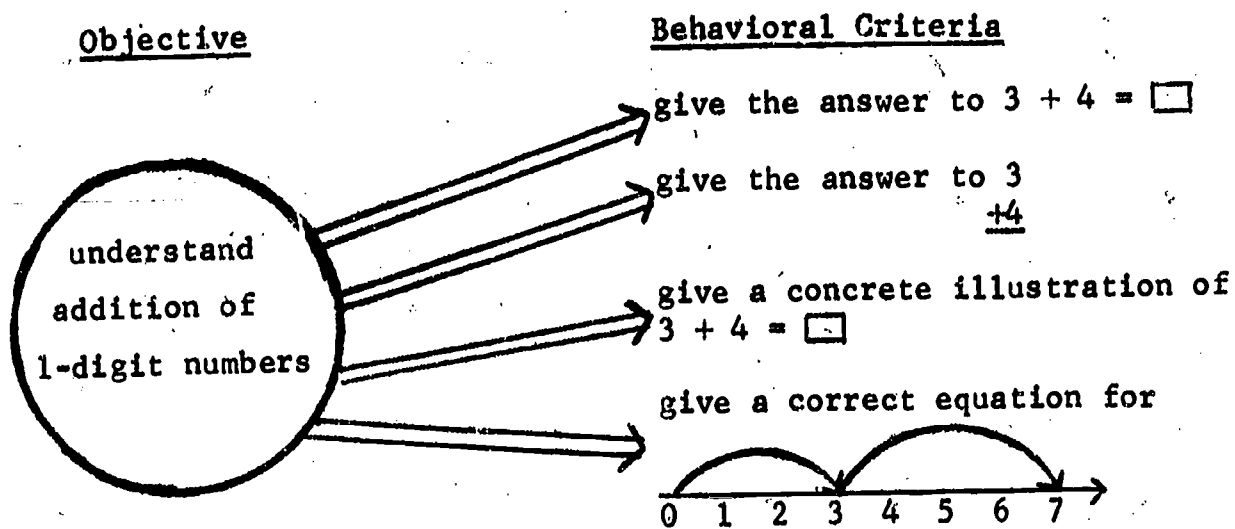 Objective
Behavioral Criteria
understand
addition of
1-digit numbers
give the answer to 3 + 4 = □
give the answer to 3
+4
give a concrete illustration of
3 + 4 = □
give a correct equation for
0 1 2 3 4 5 6 7